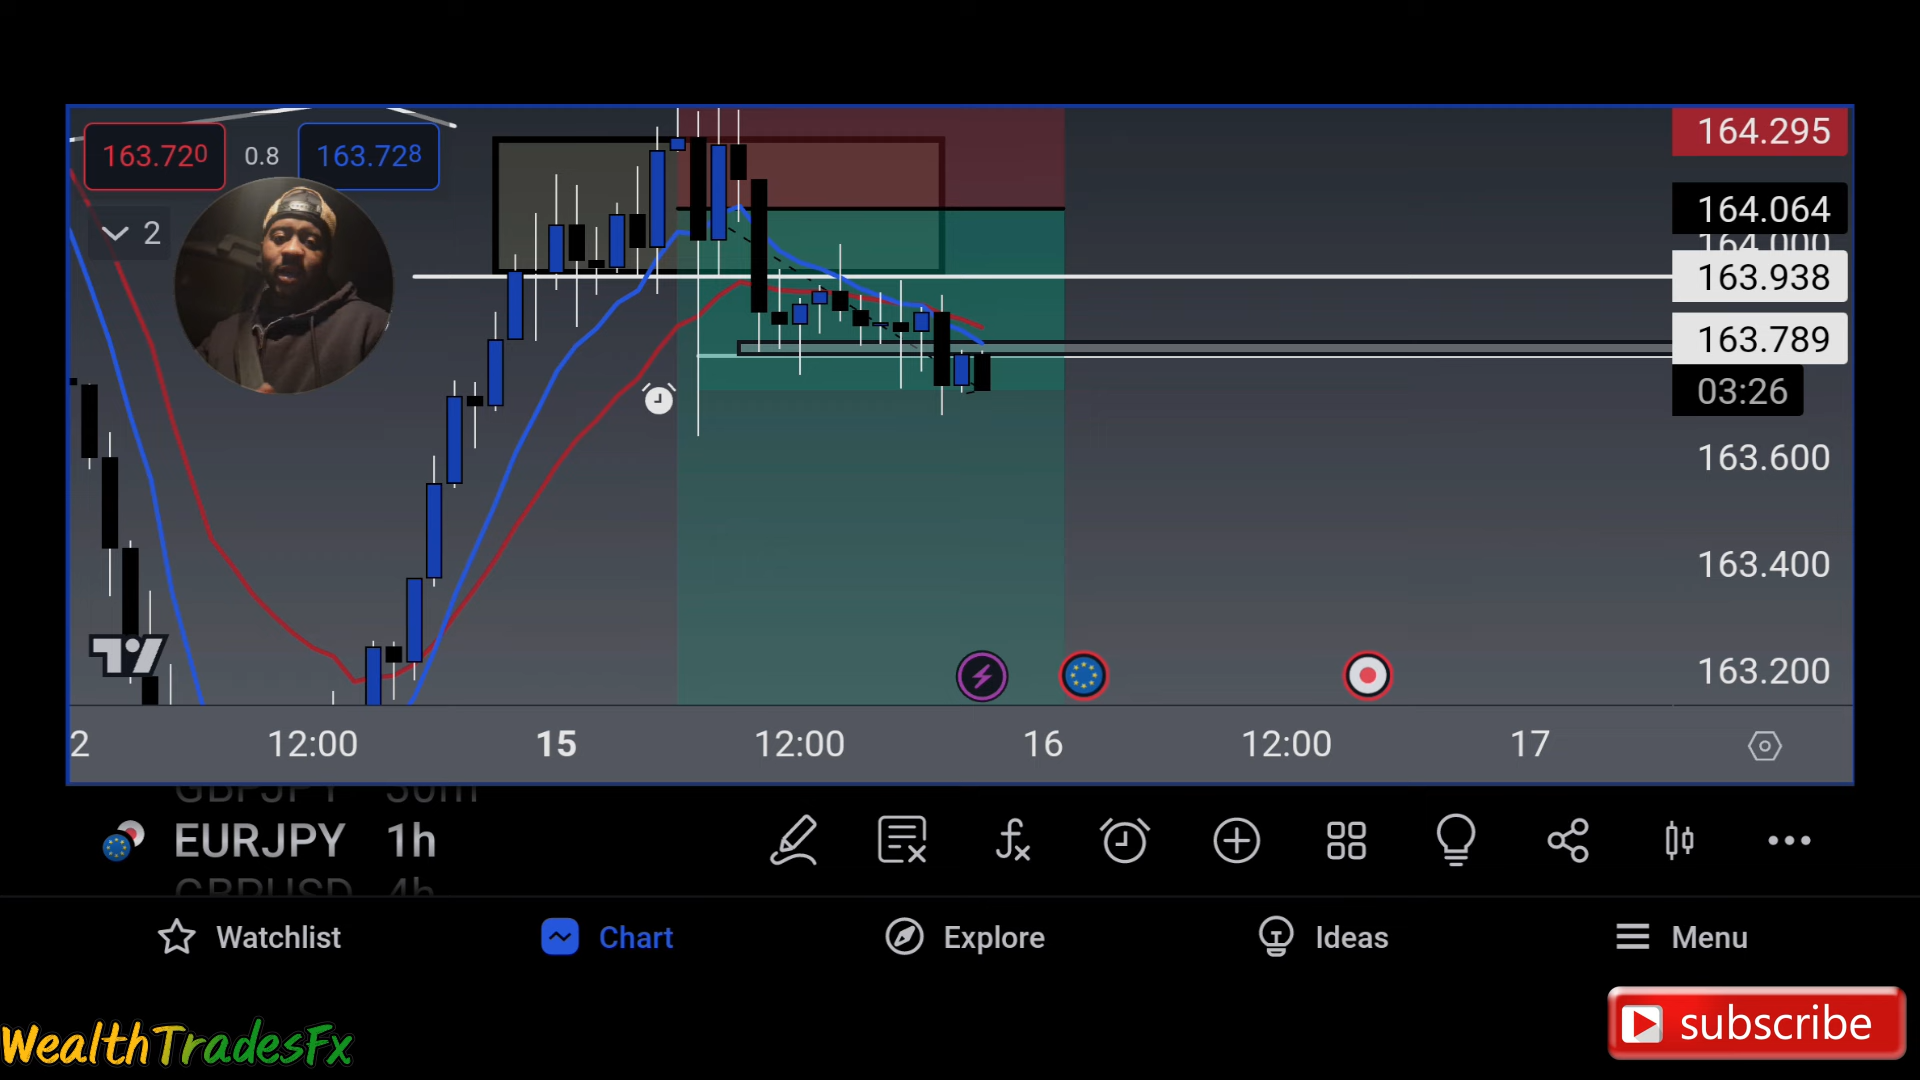 163.720
0.8
163.728
2
164.295
164.064
164.000
163.938
163.789
03:26
163.600
163.400
163.200
2
12:00
15
12:00
16
12:00
17
GBPJPY 30m
EURJPY 1h
GBPUSD 4h
Watchlist
Chart
Explore
Ideas
Menu
WealthTradesFx
subscribe